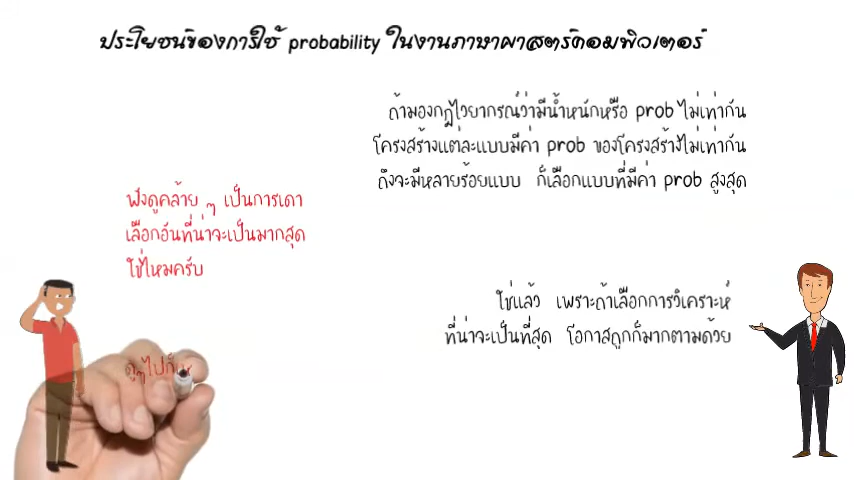 ประโยชน์ของการใช้ probability ในงานภาษาศาสตร์คอมพิวเตอร์
ถ้ามองกฎไวยากรณ์ว่ามีน้ำหนักหรือ prob ไม่เท่ากัน
โครงสร้างแต่ละแบบมีค่า prob ของโครงสร้างไม่เท่ากัน
ถึงจะมีหลายร้อยแบบ ก็เลือกแบบที่มีค่า prob สูงสุด
ฟังดูคล้าย ๆ เป็นการเดา
เลือกอันที่น่าจะเป็นมากสุด
ใช่ไหมครับ
ใช่แล้ว เพราะถ้าเลือกการวิเคราะห์
ที่น่าจะเป็นที่สุด โอกาสถูกก็มากตามด้วย
ดูๆไปก็